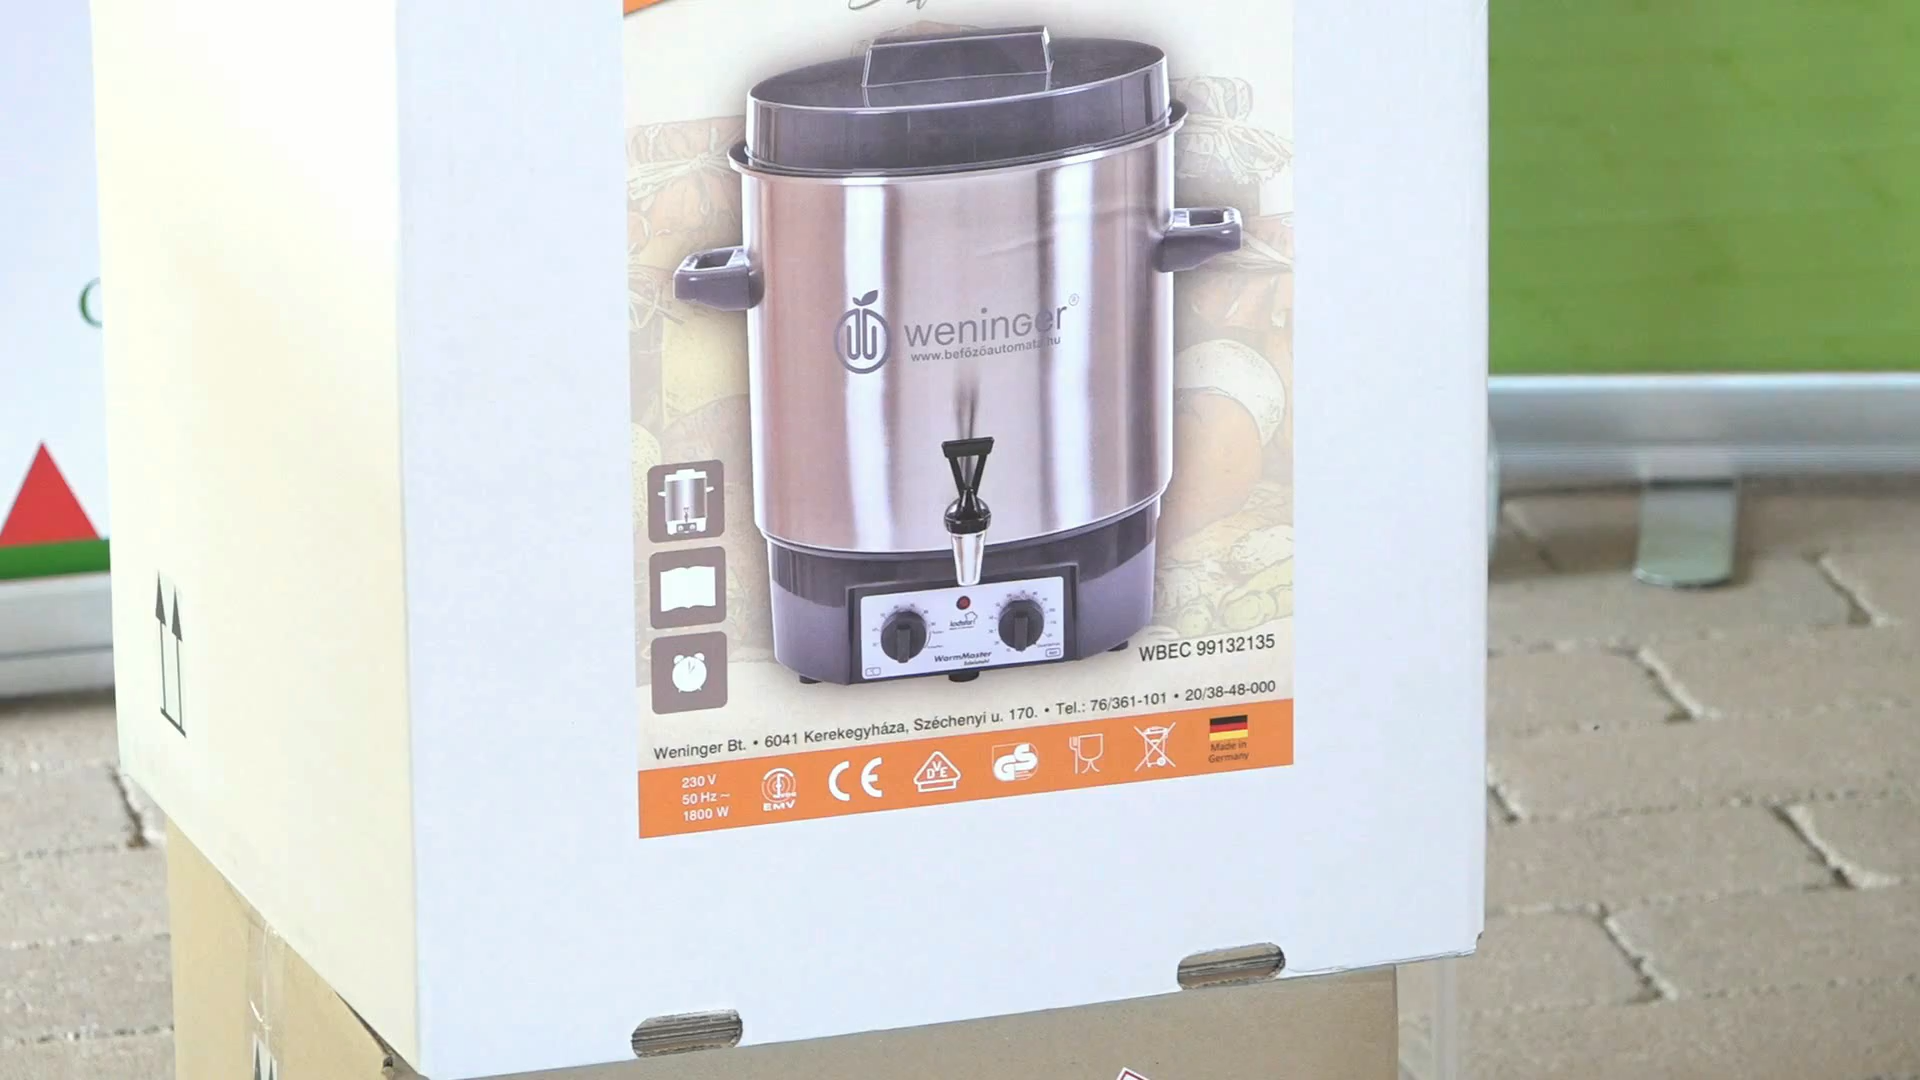 weninger®
www.befőzőautomata.hu
WarmMaster
WBEC 99132135
Weninger Bt. • 6041 Kerekegyháza, Széchenyi u. 170. • Tel.: 76/361-101 • 20/38-48-000
230 V
50 Hz ~
1800 W
EMV
CE
DVE
GS
Made in
Germany